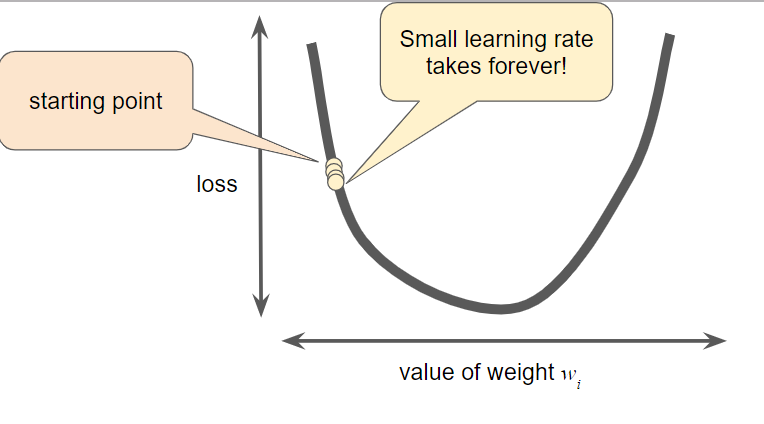 Small learning rate
takes forever!
starting point
loss
value of weight wᵢ